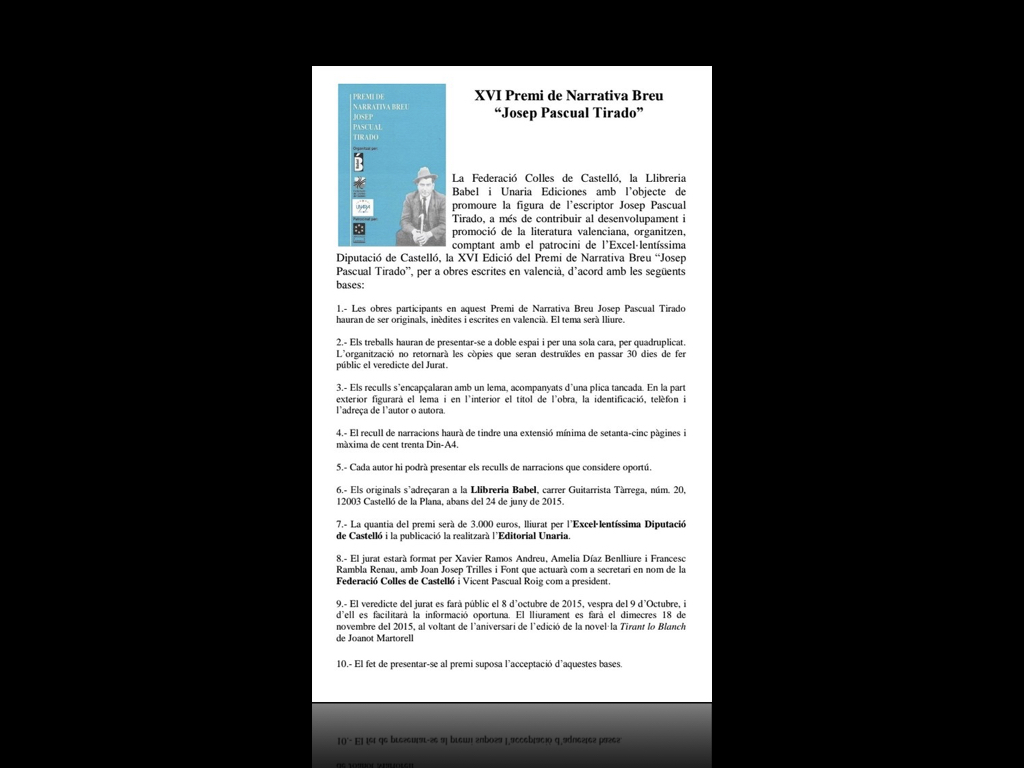 PREMI DE
NARRATIVA BREU
JOSEP
PASCUAL
TIRADO
XVI Premi de Narrativa Breu
“Josep Pascual Tirado”
La Federació Colles de Castelló, la Llibreria
Babel i Unaria Ediciones amb l’objecte de
promoure la figura de l’escriptor Josep Pascual
Tirado, a més de contribuir al desenvolupament i
promoció de la literatura valenciana, organitzen,
comptant amb el patrocini de l’Excel·lentíssima
Diputació de Castelló, la XVI Edició del Premi de Narrativa Breu “Josep
Pascual Tirado”, per a obres escrites en valencià, d’acord amb les següents
bases:
1.- Les obres participants en aquest Premi de Narrativa Breu Josep Pascual Tirado
hauran de ser originals, inèdites i escrites en valencià. El tema serà lliure.
2.- Els treballs hauran de presentar-se a doble espai i per una sola cara, per quadruplicat.
L’organització no retornarà les còpies que seran destruïdes en passar 30 dies de fer
públic el veredicte del Jurat.
3.- Els reculls s’encapçalaran amb un lema, acompanyats d’una plica tancada. En la part
exterior figurarà el lema i en l’interior el títol de l’obra, la identificació, telèfon i
l’adreça de l’autor o autora.
4.- El recull de narracions haurà de tindre una extensió mínima de setanta-cinc pàgines i
màxima de cent trenta Din-A4.
5.- Cada autor hi podrà presentar els reculls de narracions que considere oportú.
6.- Els originals s’adreçaran a la Llibreria Babel, carrer Guitarrista Tàrrega, núm. 20,
12003 Castelló de la Plana, abans del 24 de juny de 2015.
7.- La quantia del premi serà de 3.000 euros, lliurat per l’Excel·lentíssima Diputació
de Castelló i la publicació la realitzarà l’Editorial Unaria.
8.- El jurat estarà format per Xavier Ramos Andreu, Amelia Díaz Benlliure i Francesc
Rambla Renau, amb Joan Josep Trilles i Font que actuarà com a secretari en nom de la
Federació Colles de Castelló i Vicent Pascual Roig com a president.
9.- El veredicte del jurat es farà públic el 8 d’octubre de 2015, vespra del 9 d’Octubre, i
d’ell es facilitarà la informació oportuna. El lliurament es farà el dimecres 18 de
novembre del 2015, al voltant de l’aniversari de l’edició de la novel·la Tirant lo Blanch
de Joanot Martorell
10.- El fet de presentar-se al premi suposa l’acceptació d’aquestes bases.